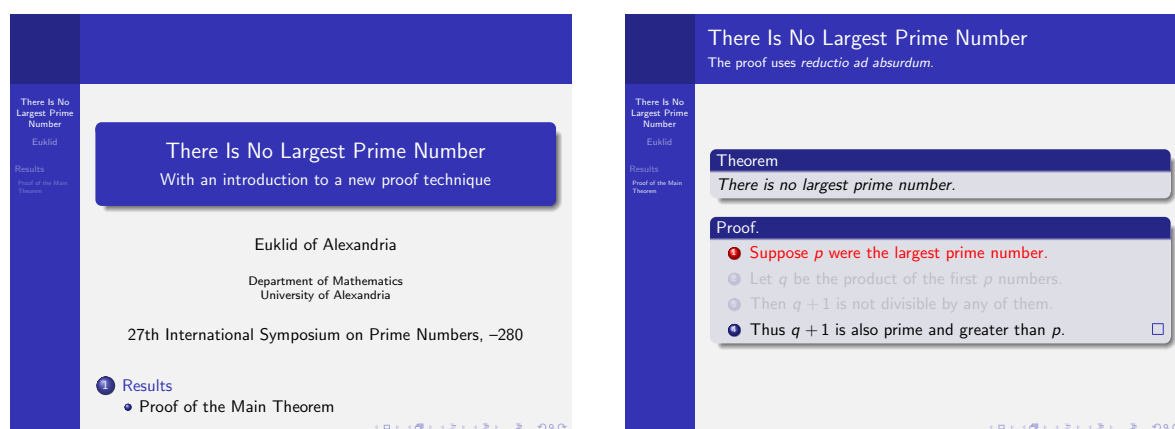 There Is No
Largest Prime
Number
Euklid
Results
Proof of the Main
Theorem
There Is No Largest Prime Number
With an introduction to a new proof technique
Euklid of Alexandria
Department of Mathematics
University of Alexandria
27th International Symposium on Prime Numbers, –280
1 Results
Proof of the Main Theorem
There Is No Largest Prime Number
The proof uses reductio ad absurdum.
There Is No
Largest Prime
Number
Euklid
Results
Proof of the Main
Theorem
Theorem
There is no largest prime number.
Proof.
1 Suppose p were the largest prime number.
2 Let q be the product of the first p numbers.
3 Then q + 1 is not divisible by any of them.
4 Thus q + 1 is also prime and greater than p. □